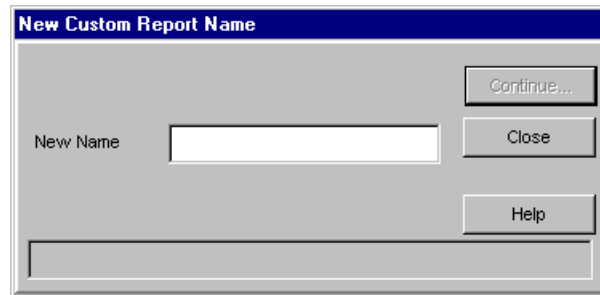 New Custom Report Name
Continue...
New Name
Close
Help